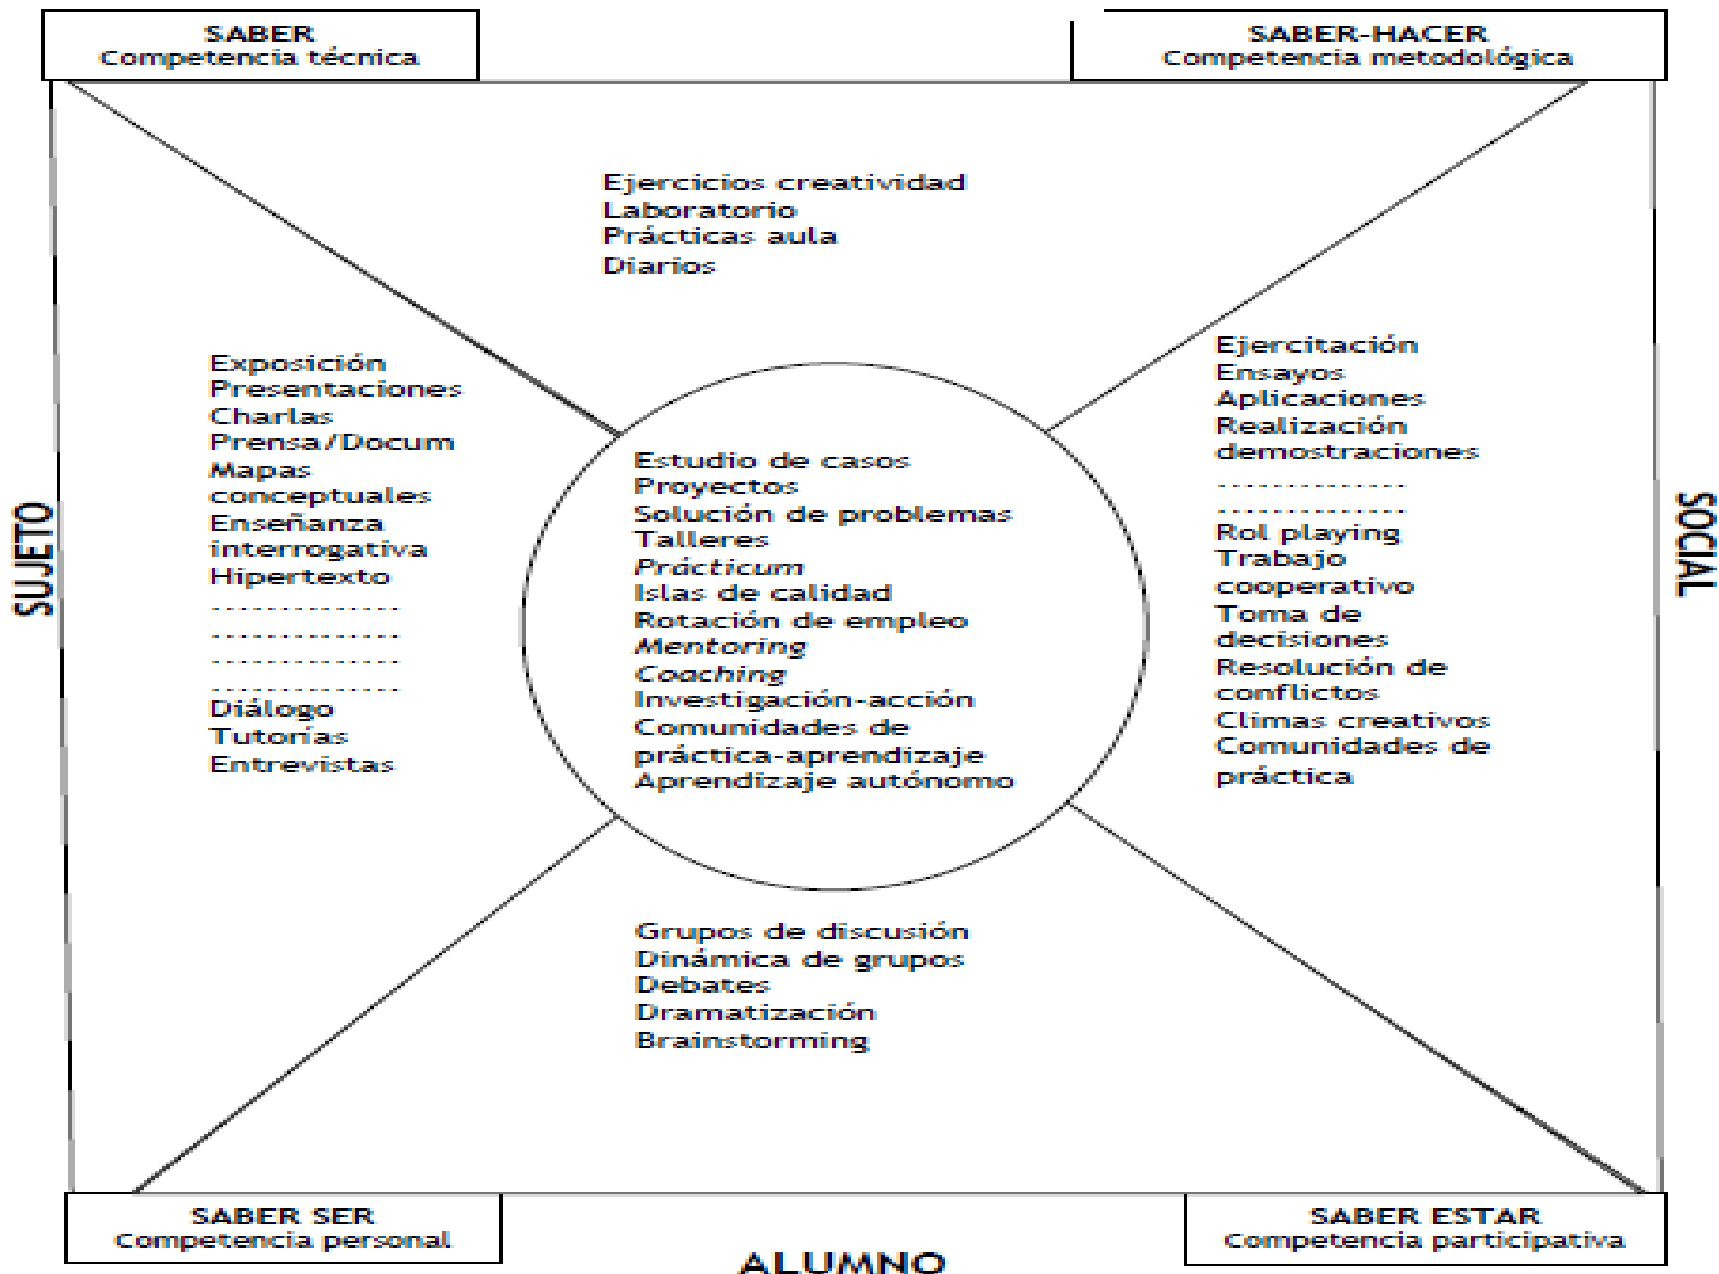 SABER
Competencia técnica
SABER-HACER
Competencia metodológica
Ejercicios creatividad
Laboratorio
Prácticas aula
Diarios
SUJETO
Exposición
Presentaciones
Charlas
Prensa/Docum
Mapas
conceptuales
Enseñanza
interrogativa
Hipertexto
..............
..............
..............
..............
Diálogo
Tutorías
Entrevistas
Estudio de casos
Proyectos
Solución de problemas
Talleres
Prácticum
Islas de calidad
Rotación de empleo
Mentoring
Coaching
Investigación-acción
Comunidades de
práctica-aprendizaje
Aprendizaje autónomo
Ejercitación
Ensayos
Aplicaciones
Realización
demostraciones
..............
..............
Rol playing
Trabajo
cooperativo
Toma de
decisiones
Resolución de
conflictos
Climas creativos
Comunidades de
práctica
SOCIAL
Grupos de discusión
Dinámica de grupos
Debates
Dramatización
Brainstorming
SABER SER
Competencia personal
SABER ESTAR
Competencia participativa
ALUMNO